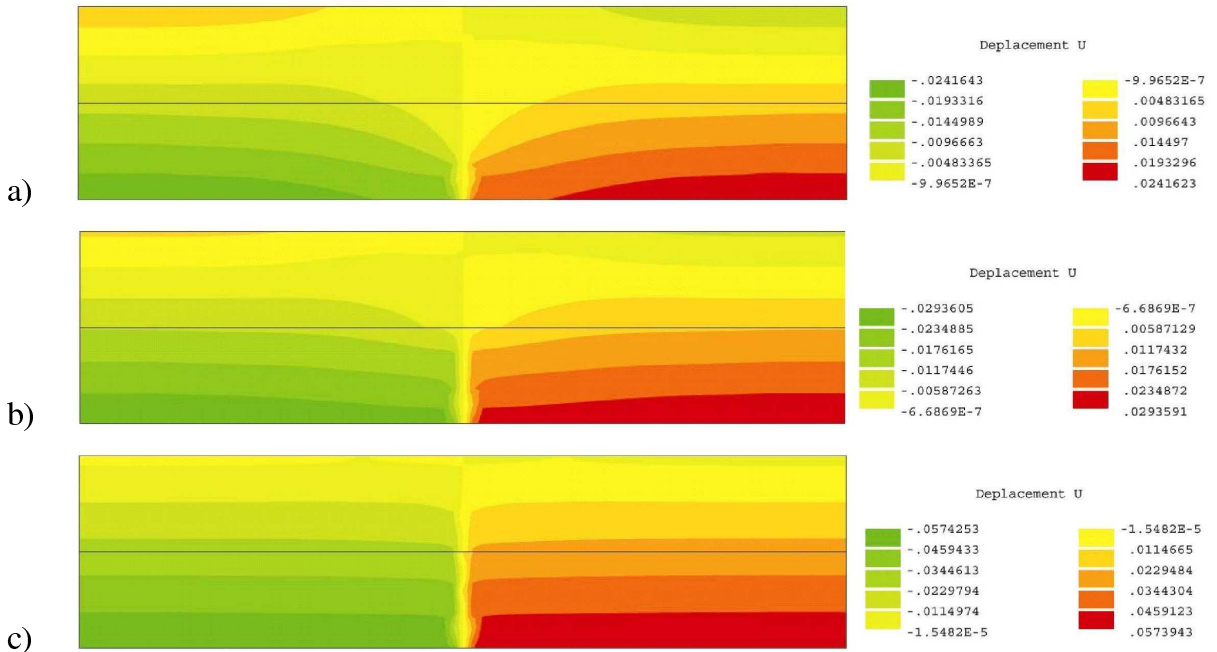 Deplacement U
-.0241643
-.0193316
-.0144989
-.0096663
-.00483365
-9.9652E-7
-9.9652E-7
.00483165
.0096643
.014497
.0193296
.0241623
a)
Deplacement U
-.0293605
-.0234885
-.0176165
-.0117446
-.00587263
-6.6869E-7
-6.6869E-7
.00587129
.0117432
.0176152
.0234872
.0293591
b)
Deplacement U
-.0574253
-.0459433
-.0344613
-.0229794
-.0114974
-1.5482E-5
-1.5482E-5
.0114665
.0229484
.0344304
.0459123
.0573943
c)